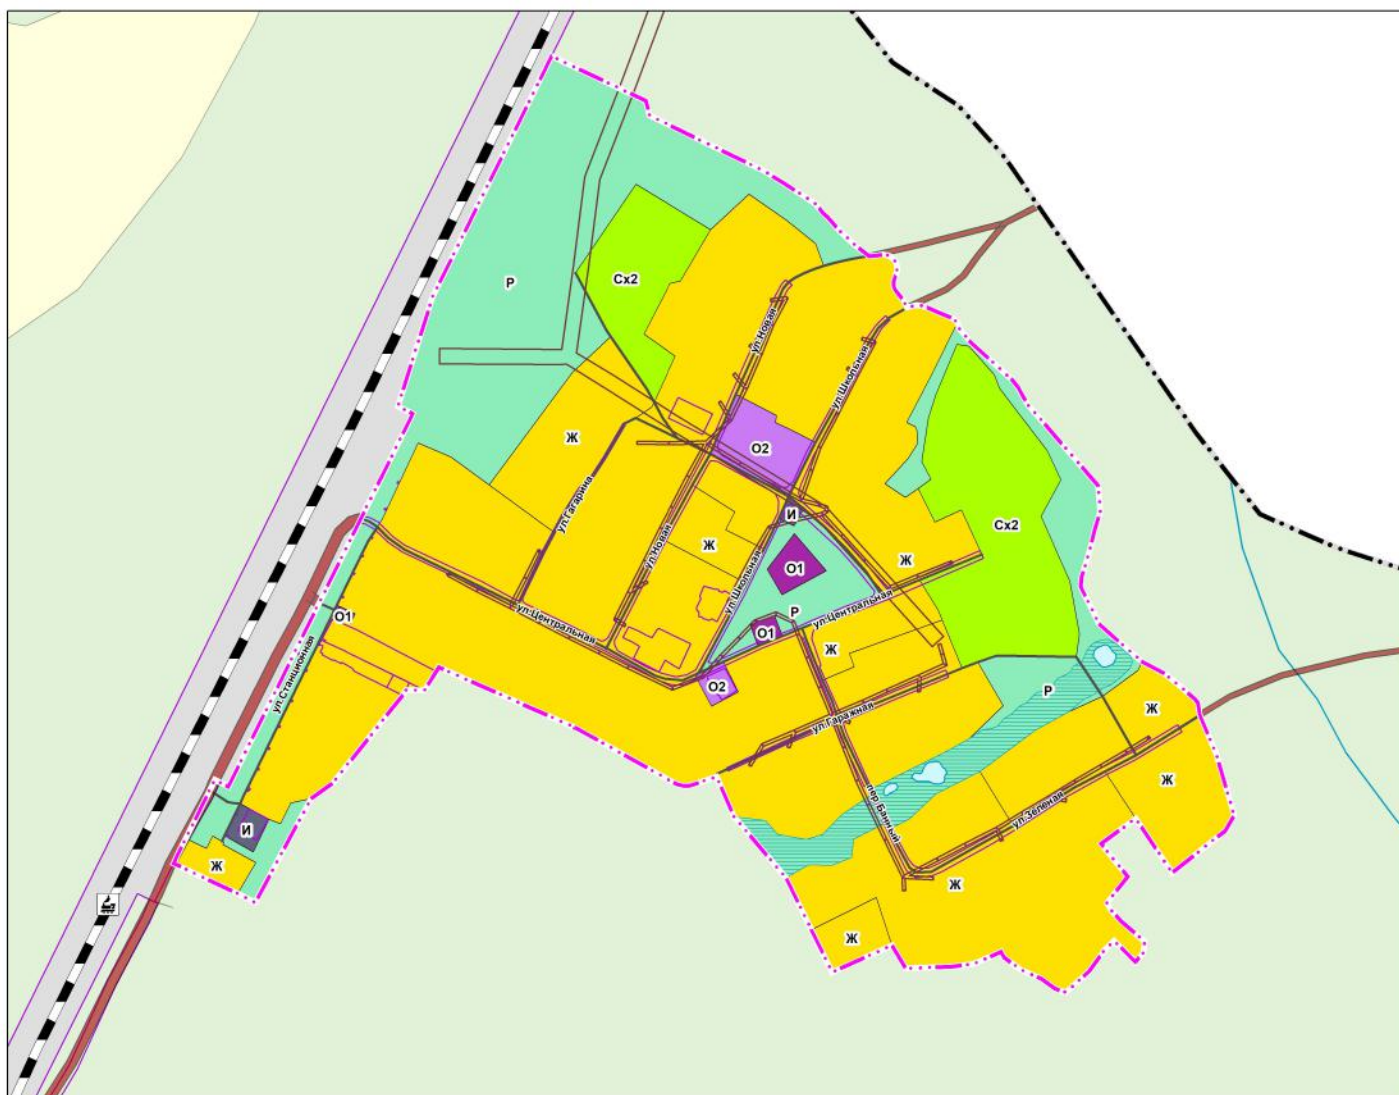 Р
Сх2
ул.Новая
ул.Школьная
Ж
О2
ул.Гагарина
И
Сх2
ул.Новая
Ж
Ж
О1
ул.Школьная
ул.Центральная
О1
ул.Центральная
Р
О1
Ж
ул.Станционная
О2
Р
Ж
ул.Гаражная
Ж
пер.Банный
ул.Зеленая
И
Ж
Ж
Ж